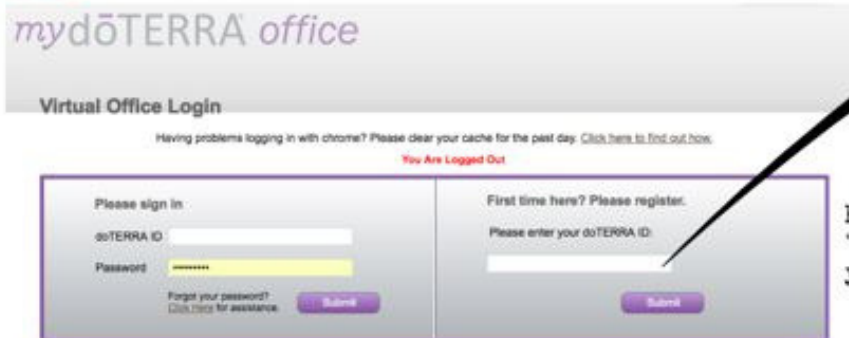 mydōTERRA office
Virtual Office Login
Having problems logging in with chrome? Please clear your cache for the past day. Click here to find out how.
You Are Logged Out
Please sign in
doTERRA ID
Password
Forgot your password?
Click Here for assistance.
Submit
First time here? Please register.
Please enter your doTERRA ID:
Submit